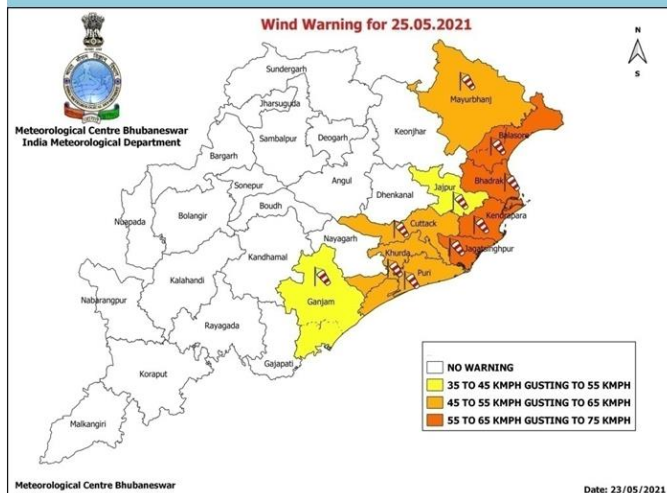 Wind Warning for 25.05.2021
N
S
Meteorological Centre Bhubaneswar
India Meteorological Department
Sundergarh
Jharsuguda
Mayurbhanj
Keonjhar
Sambalpur
Deogarh
Balasore
Bargarh
Bhadrak
Angul
Jajpur
Dhenkanal
Sonepur
Nuapada
Bolangir
Boudh
Kendrapara
Cuttack
Nayagarh
Jagatsinghpur
Khurda
Kandhamal
Puri
Kalahandi
Nabarangpur
Ganjam
Rayagada
Gajapati
Koraput
Malkangiri
NO WARNING
35 TO 45 KMPH GUSTING TO 55 KMPH
45 TO 55 KMPH GUSTING TO 65 KMPH
55 TO 65 KMPH GUSTING TO 75 KMPH
Meteorological Centre Bhubaneswar
Date: 23/05/2021